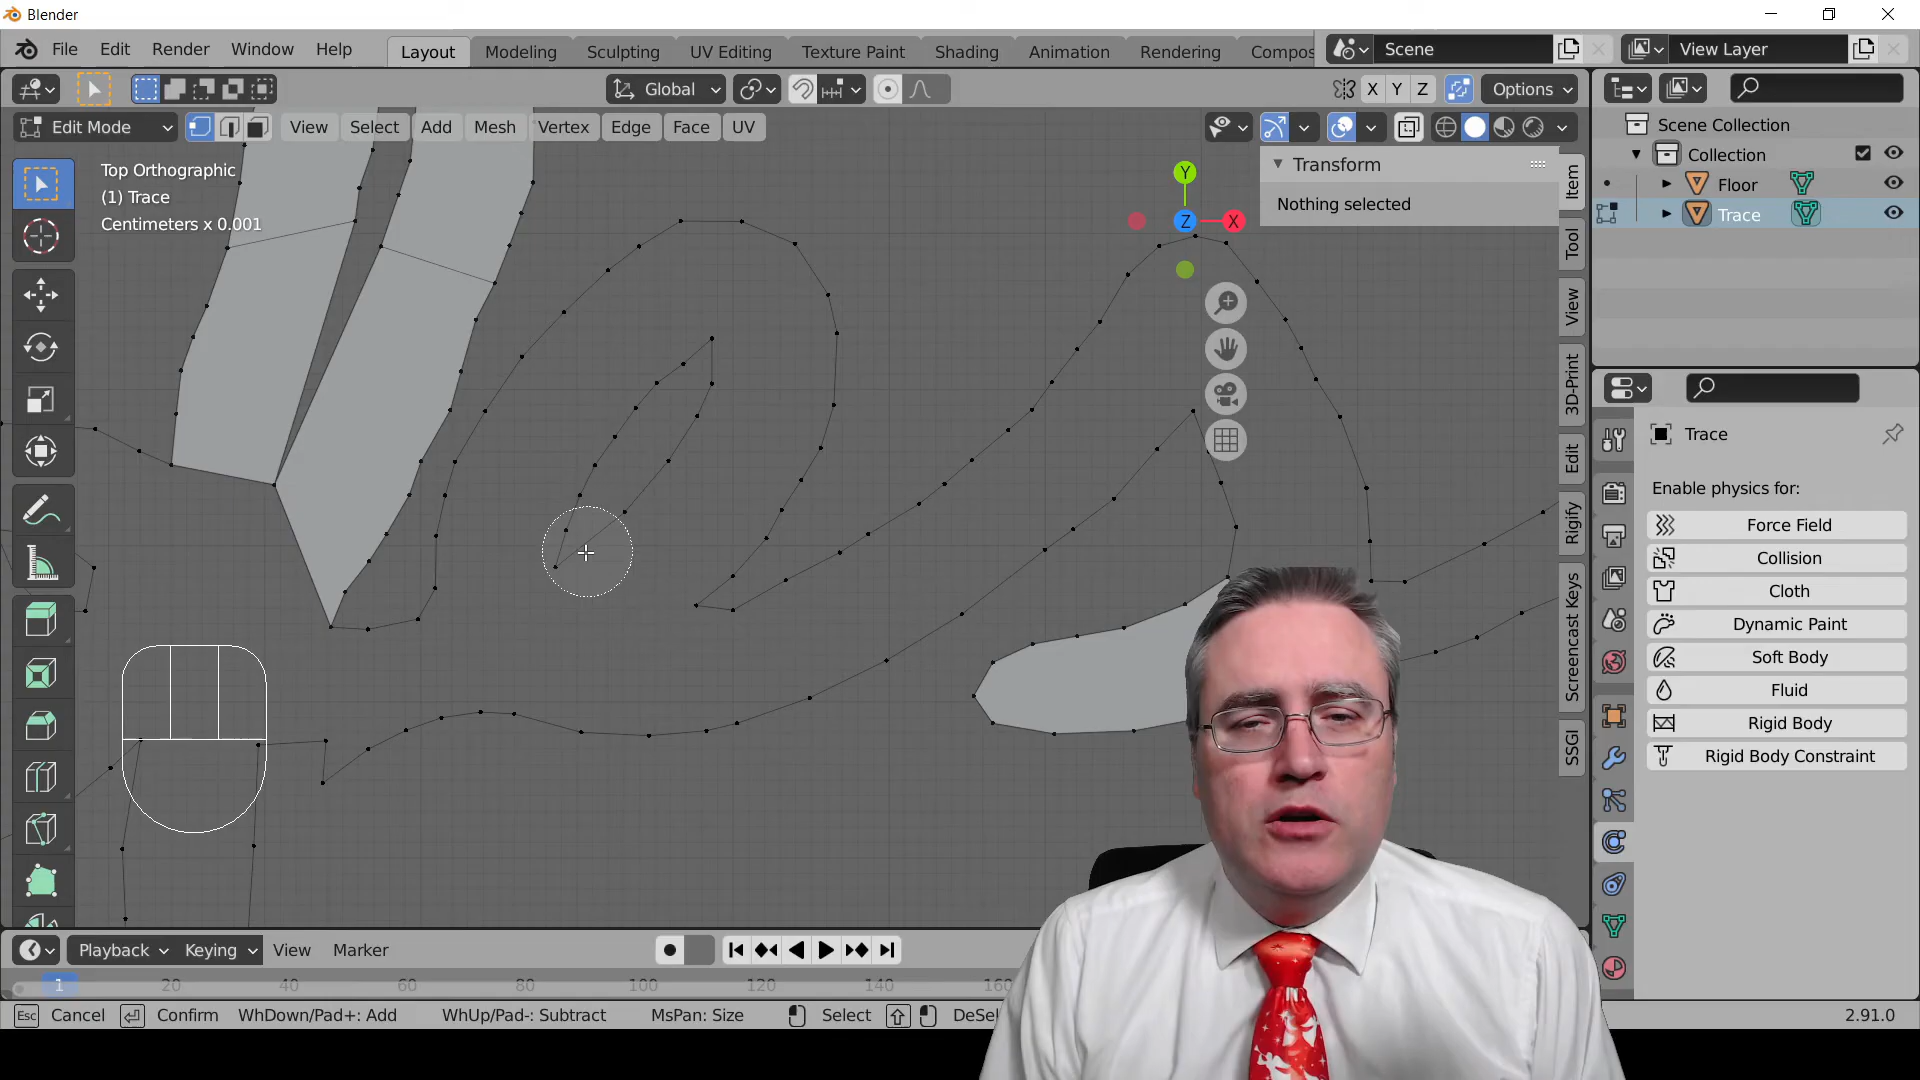 Blender
File Edit Render Window Help Layout Modeling Sculpting UV Editing Texture Paint Shading Animation Rendering Compos Scene View Layer
Global X Y Z Options
Edit Mode View Select Add Mesh Vertex Edge Face UV
Top Orthographic
(1) Trace
Centimeters x 0.001
Y
Z
X
Transform
Nothing selected
Item
Tool
View
3D-Print
Edit
Rigify
Screencast Keys
SSGI
Scene Collection
Collection
Floor
Trace
Trace
Enable physics for:
Force Field
Collision
Cloth
Dynamic Paint
Soft Body
Fluid
Rigid Body
Rigid Body Constraint
Playback Keying View Marker
1 20 40 60 80 100 120 140 160
Esc Cancel Confirm WhDown/Pad+: Add WhUp/Pad-: Subtract MsPan: Size Select DeSel
2.91.0